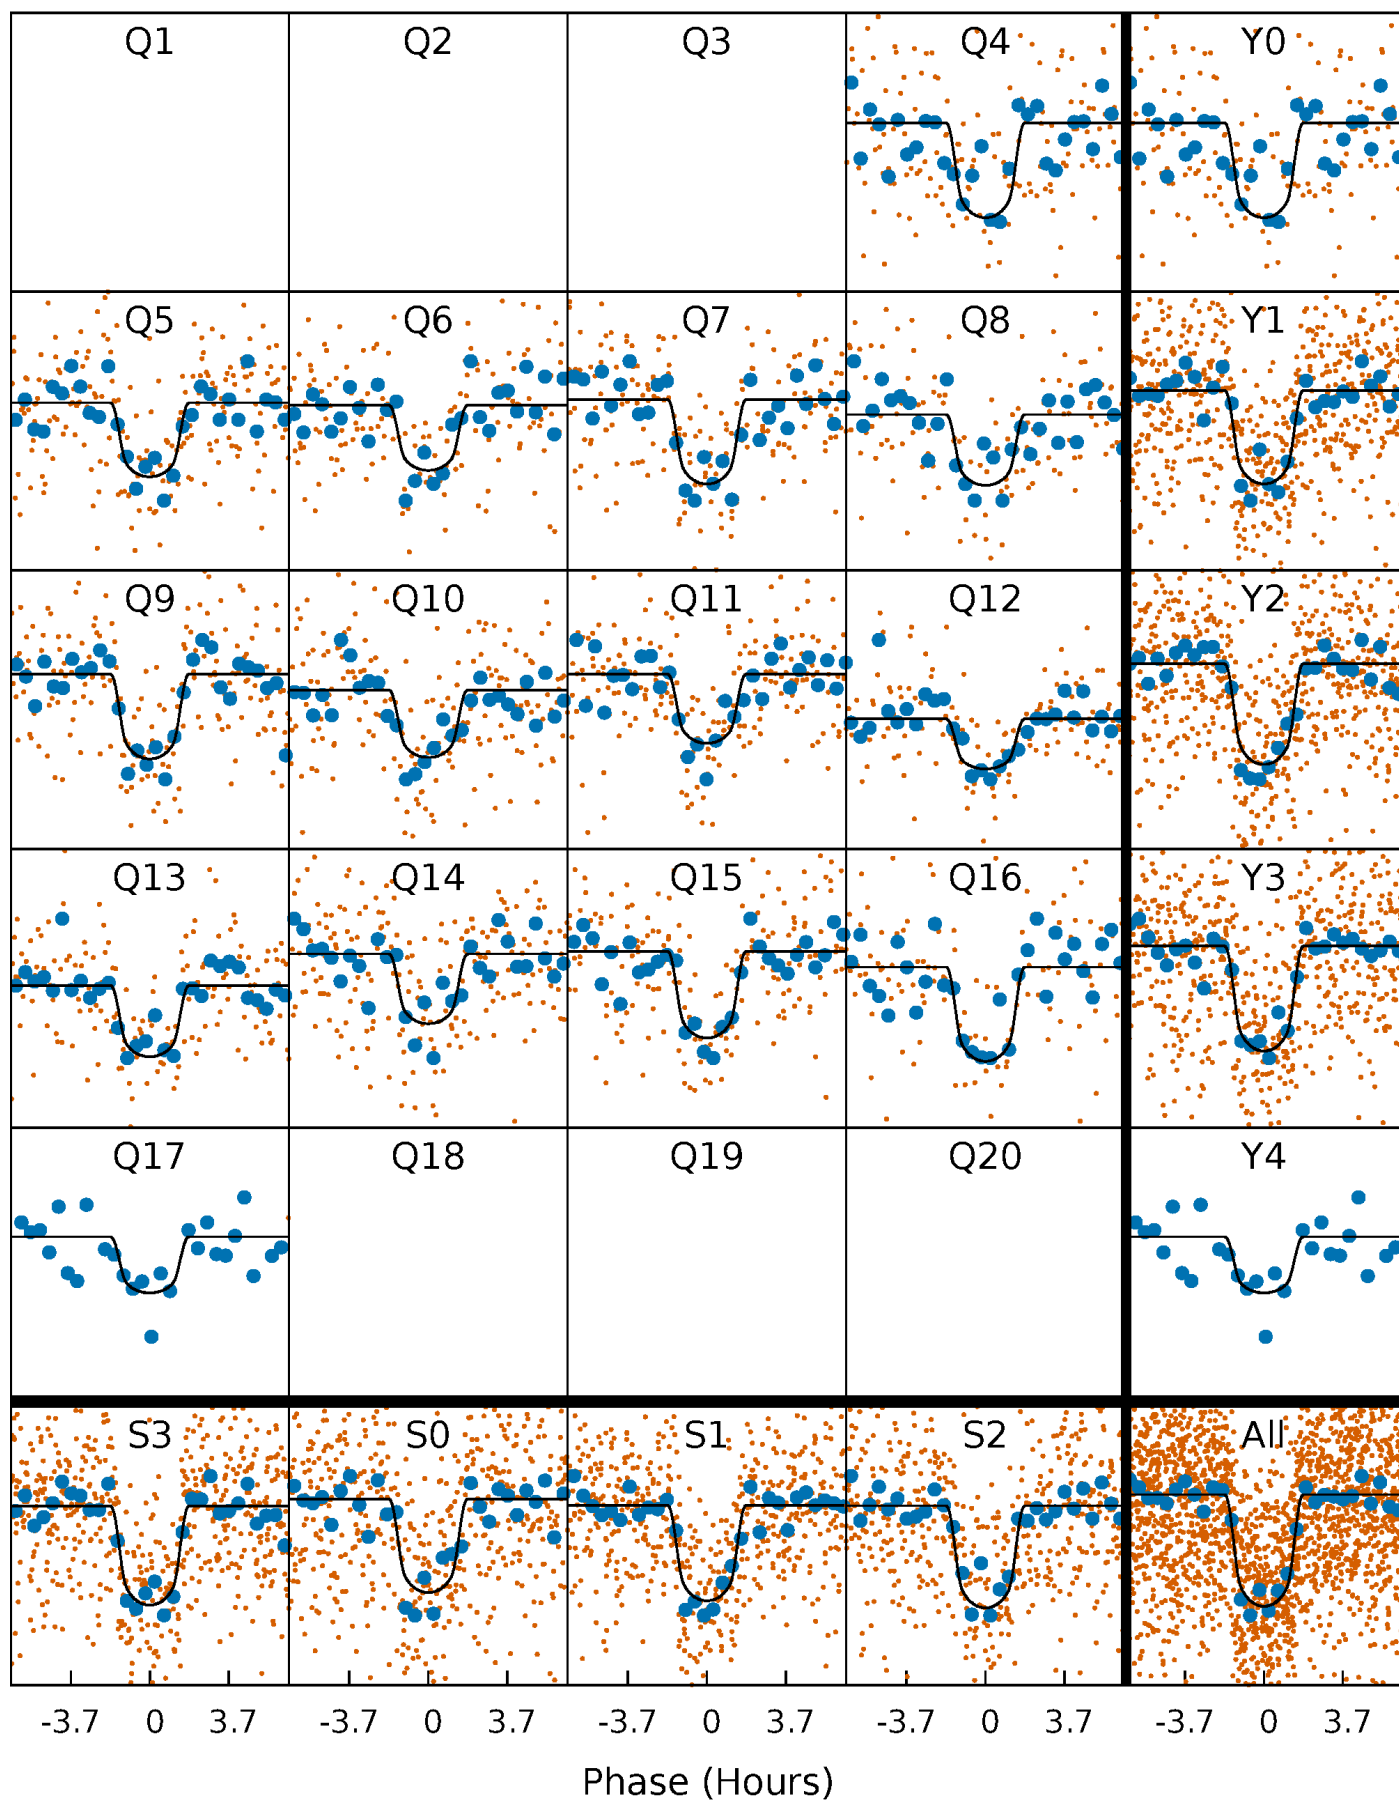 Q1 Q2 Q3 Q4 Y0
Q5 Q6 Q7 Q8 Y1
Q9 Q10 Q11 Q12 Y2
Q13 Q14 Q15 Q16 Y3
Q17 Q18 Q19 Q20 Y4
S3 S0 S1 S2 All
-3.7 0 3.7 -3.7 0 3.7 -3.7 0 3.7 -3.7 0 3.7 -3.7 0 3.7
Phase (Hours)